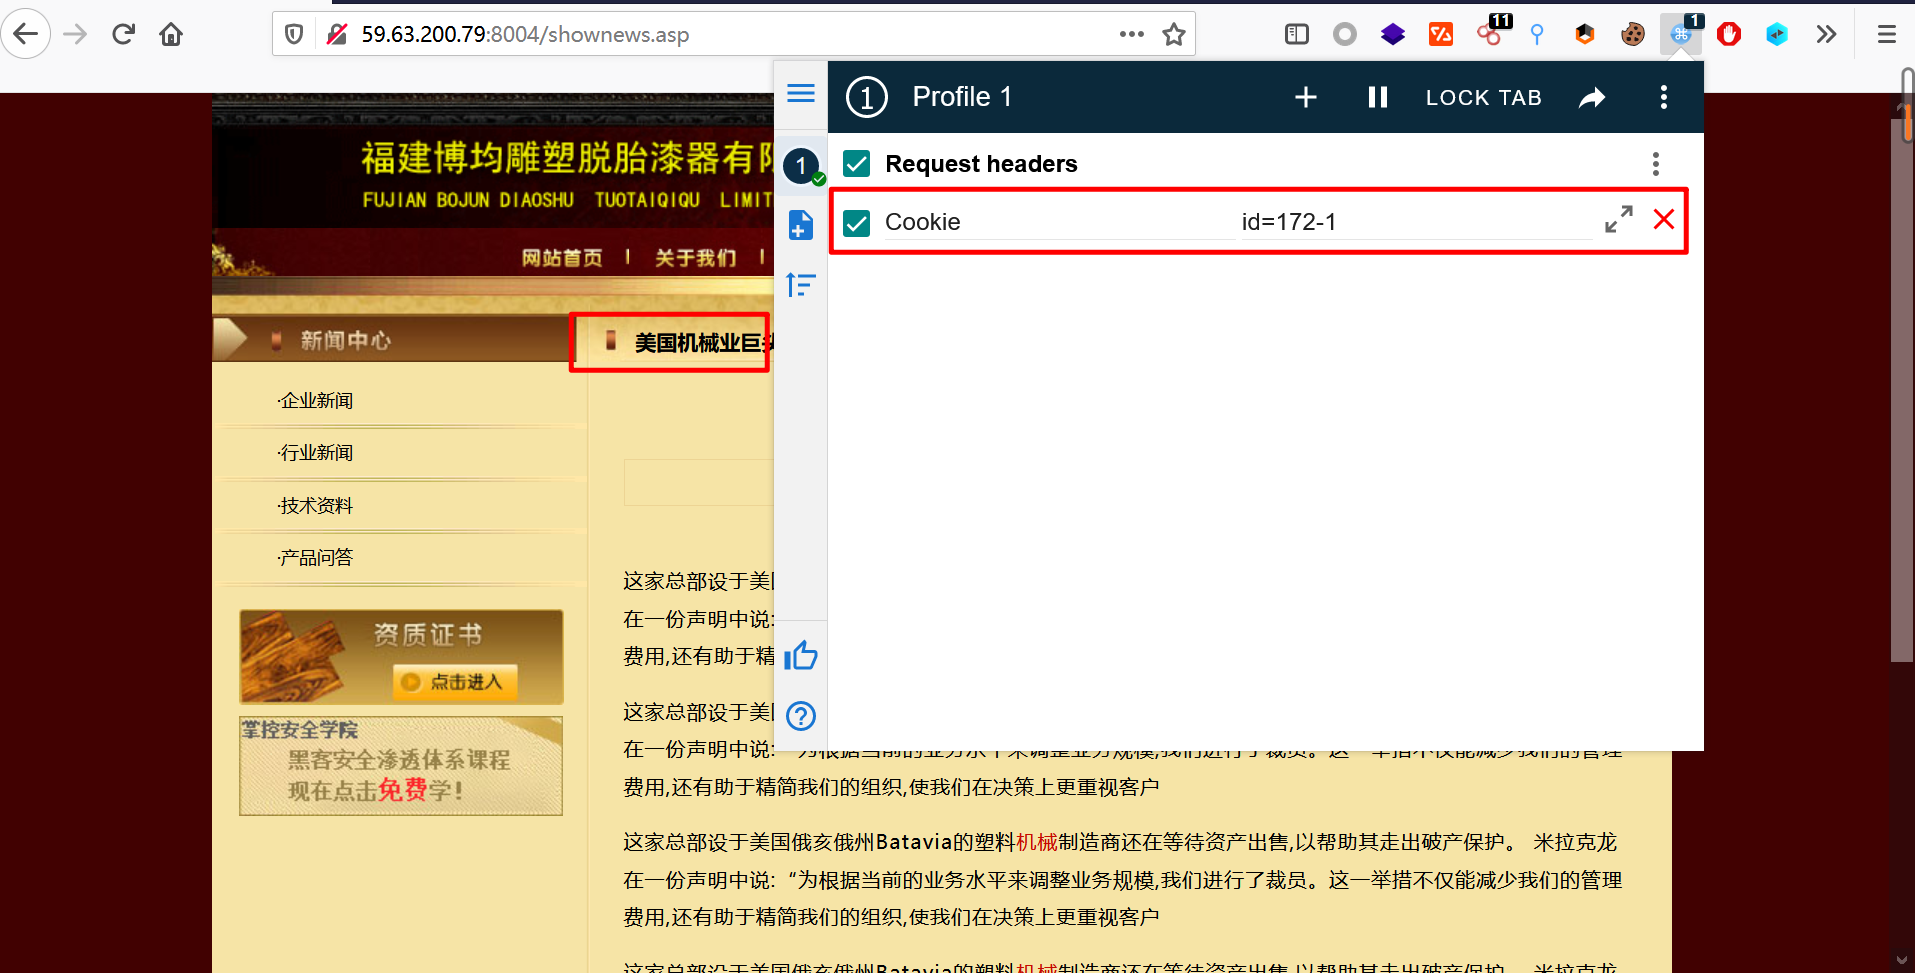 59.63.200.79:8004/shownews.asp
11
1
1 Profile 1
LOCK TAB
1
Request headers
Cookie
id=172-1
福建博均雕塑脱胎漆器有限
FUJIAN BOJUN DIAOSHU TUOTAIQIQU LIMIT
网站首页
关于我们
新闻中心
美国机械业巨头
·企业新闻
·行业新闻
·技术资料
·产品问答
资质证书
点击进入
掌控安全学院
黑客安全渗透体系课程
现在点击免费学!
这家总部设于美国
在一份声明中说:
费用,还有助于精
这家总部设于美国
在一份声明中说: “为根据当前的业务水平来调整业务规模,我们进行了裁员。这一举措不仅能减少我们的管理
费用,还有助于精简我们的组织,使我们在决策上更重视客户
这家总部设于美国俄亥俄州Batavia的塑料机械制造商还在等待资产出售,以帮助其走出破产保护。 米拉克龙
在一份声明中说: “为根据当前的业务水平来调整业务规模,我们进行了裁员。这一举措不仅能减少我们的管理
费用,还有助于精简我们的组织,使我们在决策上更重视客户
这家总部设于美国俄亥俄州Batavia的塑料机械制造商还在等待资产出售,以帮助其走出破产保护。 米拉克龙